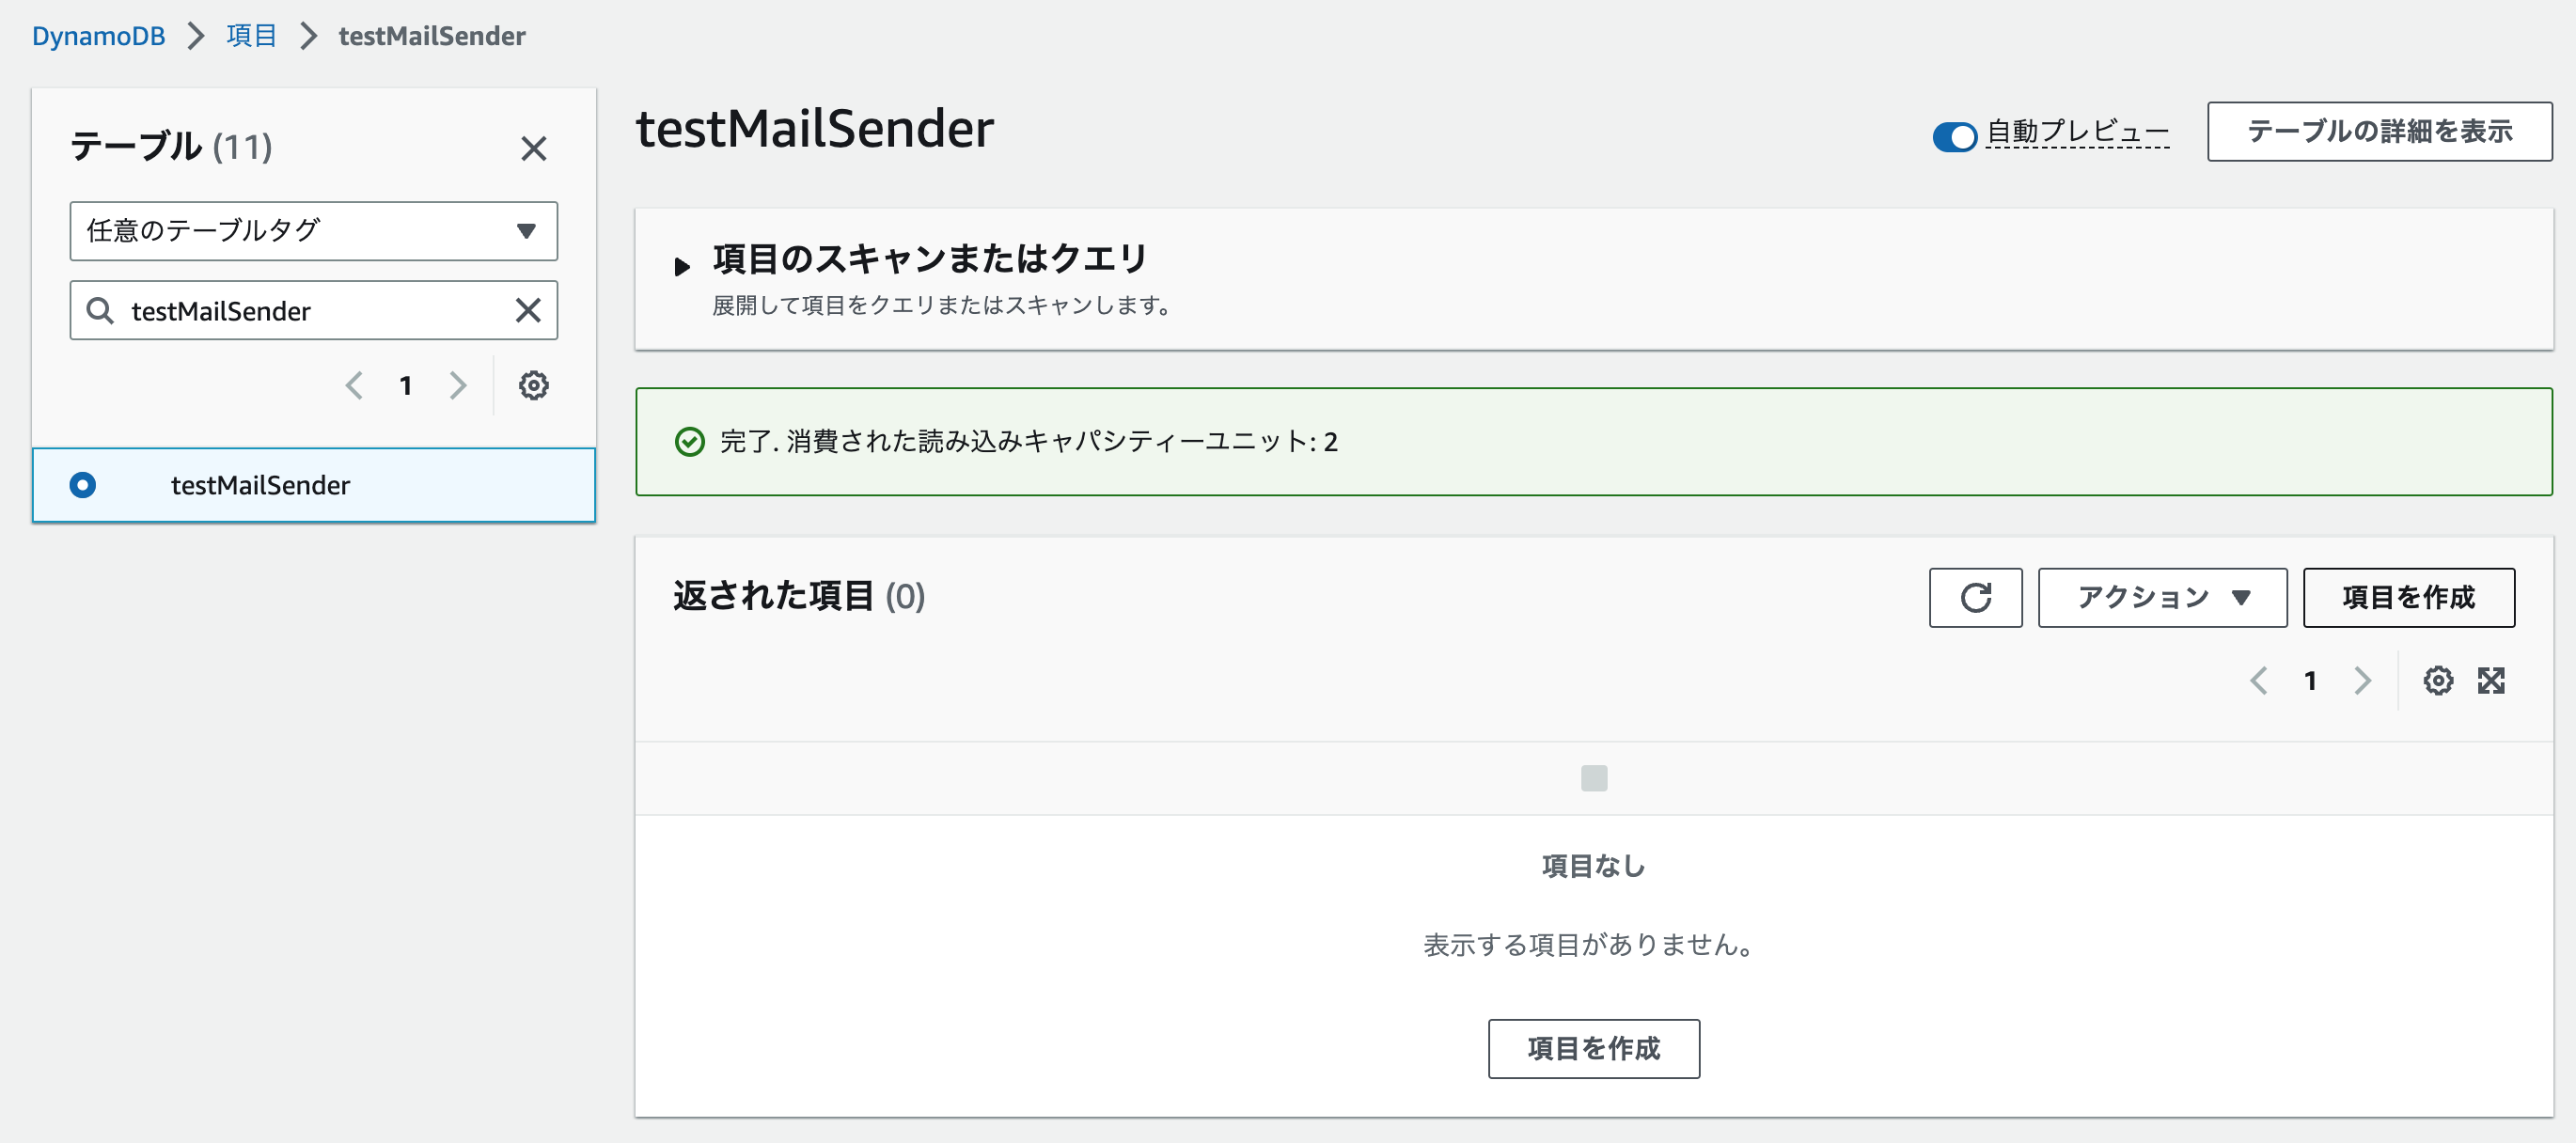 DynamoDB > 項目 > testMailSender
テーブル (11)
任意のテーブルタグ
testMailSender
1
testMailSender
testMailSender
自動プレビュー
テーブルの詳細を表示
項目のスキャンまたはクエリ
展開して項目をクエリまたはスキャンします。
完了. 消費された読み込みキャパシティーユニット: 2
返された項目 (0)
アクション
項目を作成
1
項目なし
表示する項目がありません。
項目を作成